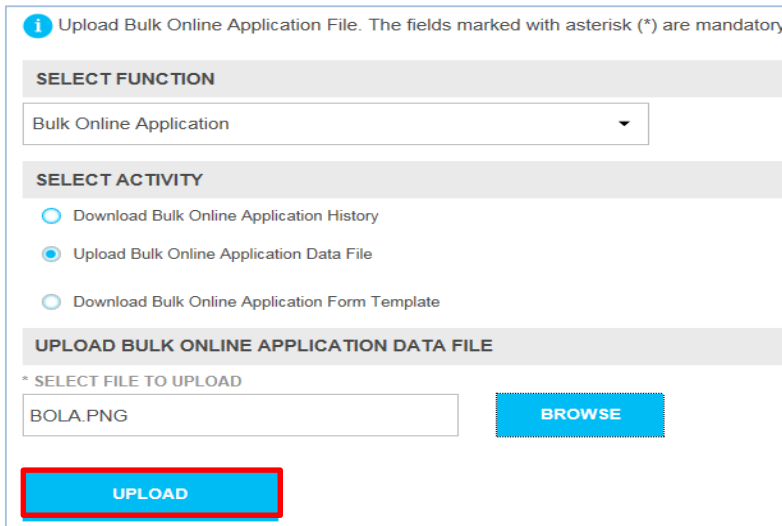 Upload Bulk Online Application File. The fields marked with asterisk (*) are mandatory
SELECT FUNCTION
Bulk Online Application
SELECT ACTIVITY
Download Bulk Online Application History
Upload Bulk Online Application Data File
Download Bulk Online Application Form Template
UPLOAD BULK ONLINE APPLICATION DATA FILE
* SELECT FILE TO UPLOAD
BOLA.PNG
BROWSE
UPLOAD